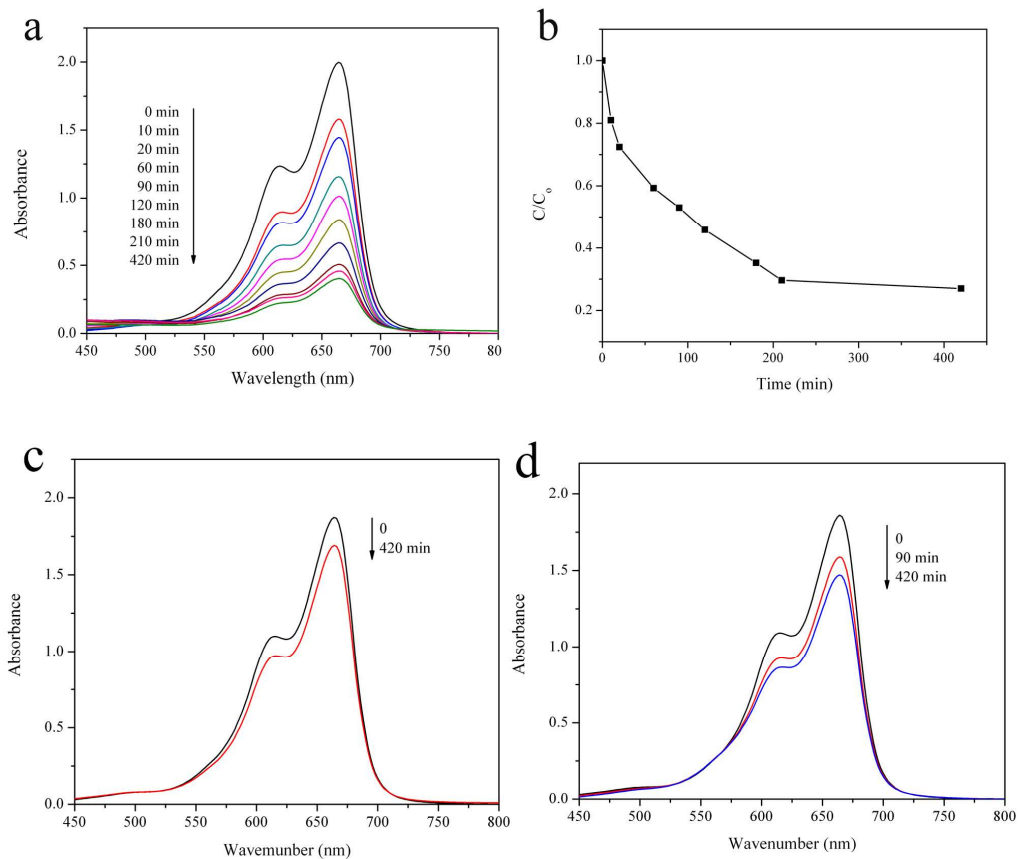 a
2.0
1.5
1.0
0.5
0.0
450
500
550
600
650
700
750
80
Absorbance
Wavelength (nm)
0 min
10 min
20 min
60 min
90 min
120 min
180 min
210 min
420 min
b
1.0
0.8
0.6
0.4
0.2
0
100
200
300
400
C/Co
Time (min)
c
2.0
1.5
1.0
0.5
0.0
450
500
550
600
650
700
750
800
Absorbance
Wavemunber (nm)
0
420 min
d
2.0
1.5
1.0
0.5
0.0
450
500
550
600
650
700
750
800
Absorbance
Wavenumber (nm)
0
90 min
420 min